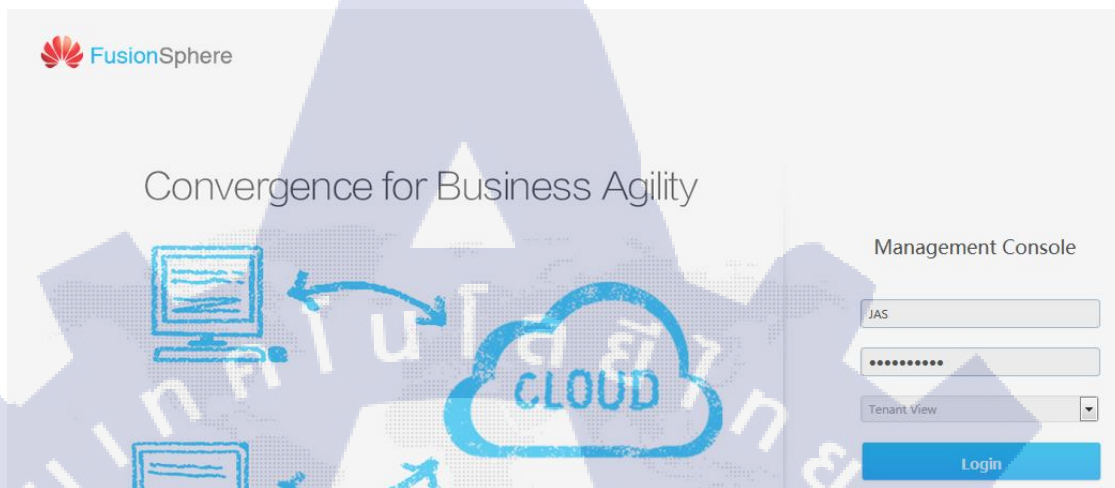 FusionSphere
Convergence for Business Agility
Management Console
JAS
••••••••••
Tenant View
Login
CLOUD